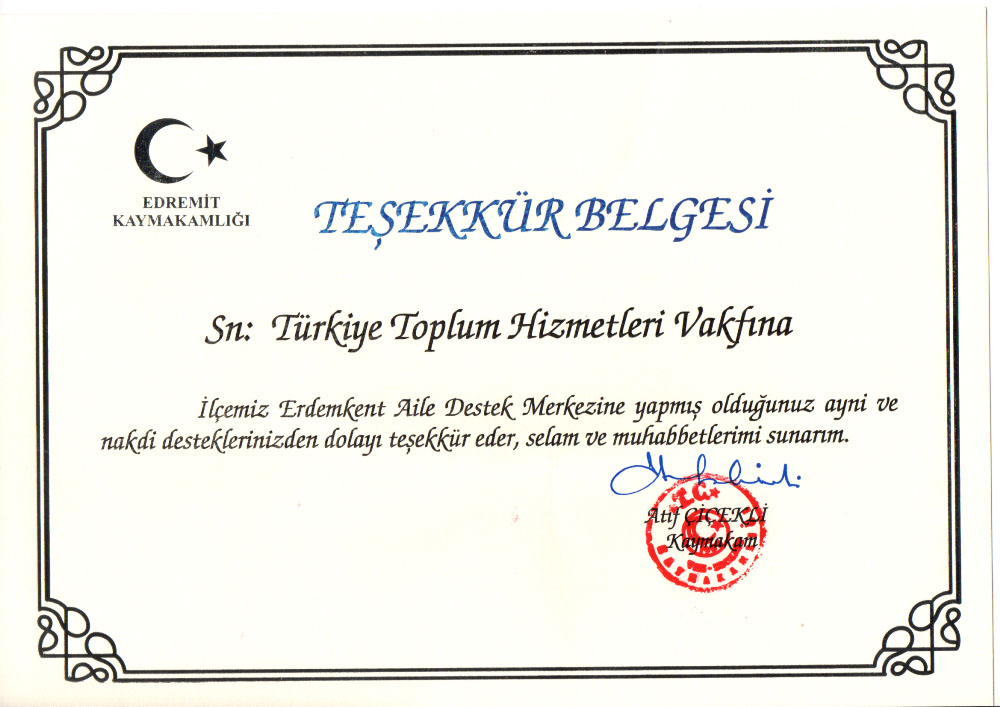 EDREMİT
KAYMAKAMLIĞI
TEŞEKKÜR BELGESİ
Sn: Türkiye Toplum Hizmetleri Vakfına
İlçemiz Erdemkent Aile Destek Merkezine yapmış olduğunuz ayni ve
nakdi desteklerinizden dolayı teşekkür eder, selam ve muhabbetlerimi sunarım.
T.C.
Atıf ÇİÇEKLİ
Kaymakam